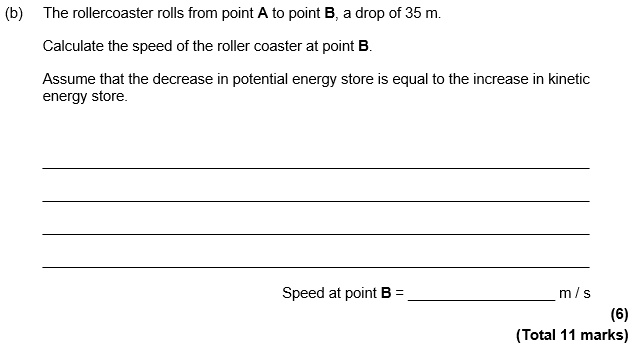 (b) The rollercoaster rolls from point A to point B, a drop of 35 m.
Calculate the speed of the roller coaster at point B.
Assume that the decrease in potential energy store is equal to the increase in kinetic
energy store.
Speed at point B = ____________________ m / s
(6)
(Total 11 marks)